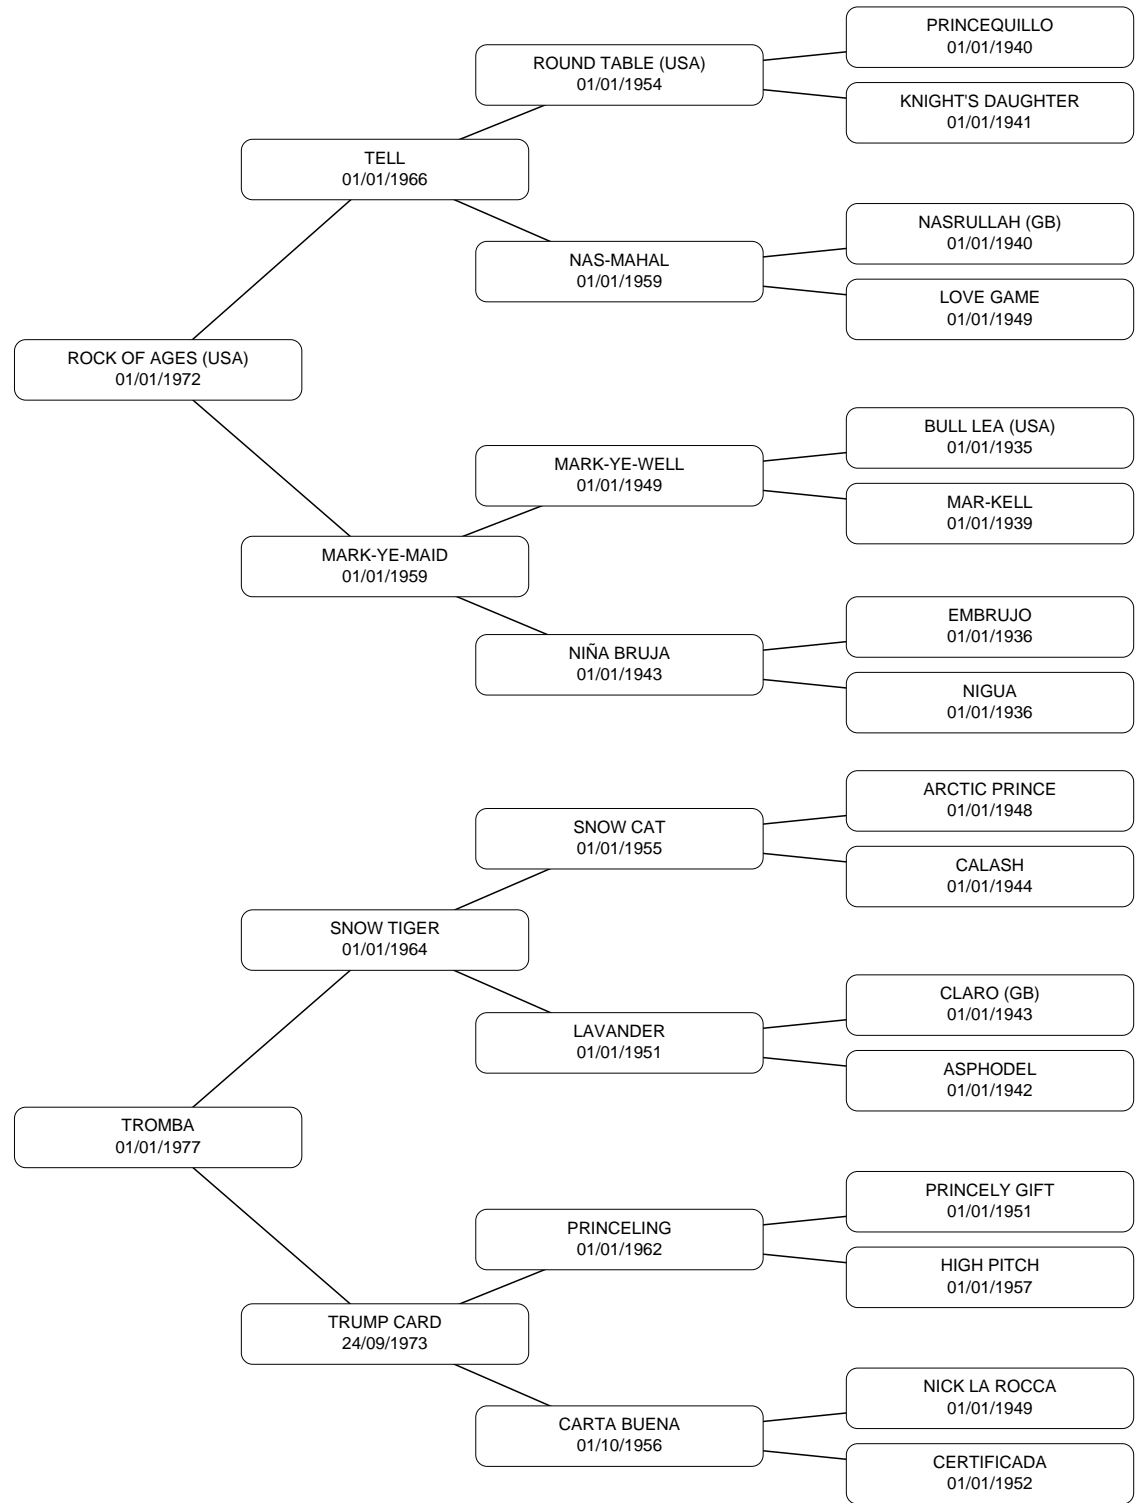 PRINCEQUILLO
01/01/1940
ROUND TABLE (USA)
01/01/1954
KNIGHT'S DAUGHTER
01/01/1941
TELL
01/01/1966
NASRULLAH (GB)
01/01/1940
NAS-MAHAL
01/01/1959
LOVE GAME
01/01/1949
ROCK OF AGES (USA)
01/01/1972
BULL LEA (USA)
01/01/1935
MARK-YE-WELL
01/01/1949
MAR-KELL
01/01/1939
MARK-YE-MAID
01/01/1959
EMBRUJO
01/01/1936
NIÑA BRUJA
01/01/1943
NIGUA
01/01/1936
ARCTIC PRINCE
01/01/1948
SNOW CAT
01/01/1955
CALASH
01/01/1944
SNOW TIGER
01/01/1964
CLARO (GB)
01/01/1943
LAVANDER
01/01/1951
ASPHODEL
01/01/1942
TROMBA
01/01/1977
PRINCELY GIFT
01/01/1951
PRINCELING
01/01/1962
HIGH PITCH
01/01/1957
TRUMP CARD
24/09/1973
NICK LA ROCCA
01/01/1949
CARTA BUENA
01/10/1956
CERTIFICADA
01/01/1952